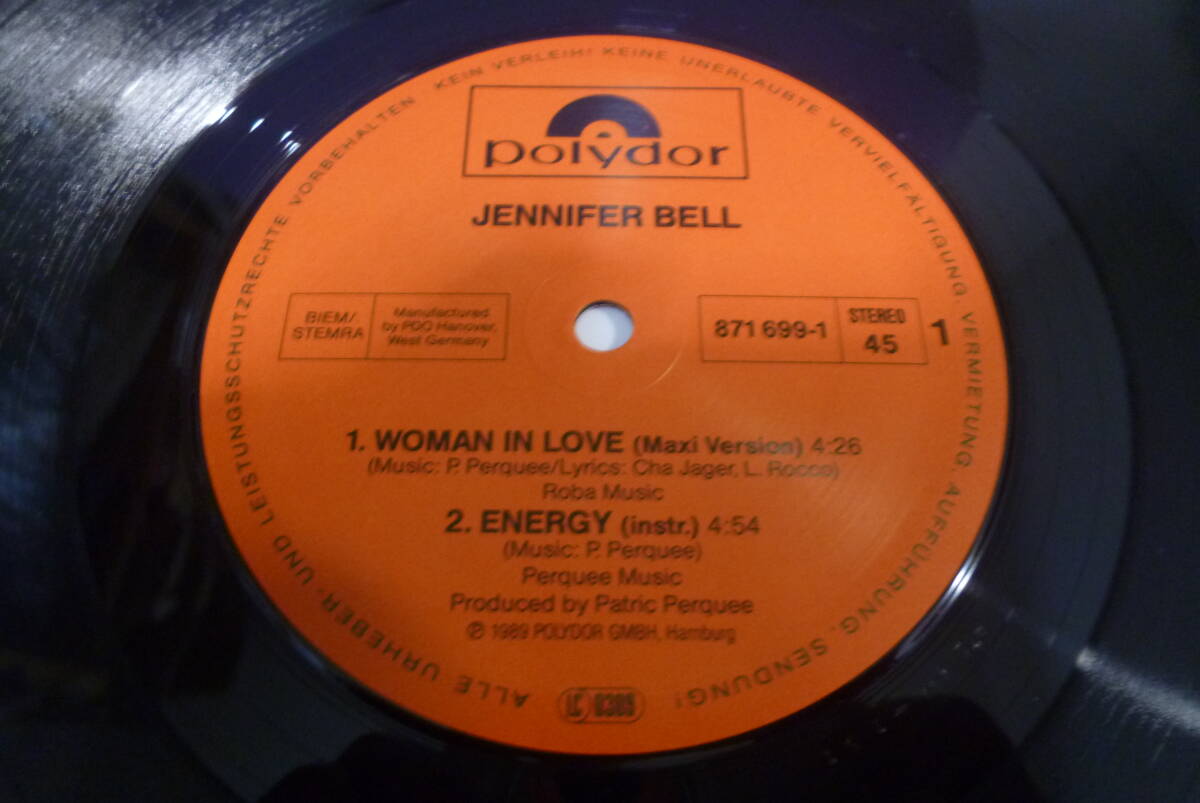 polydor
JENNIFER BELL
BIEM/
STEMRA
Manufactured
by PDO Hanover,
West Germany
871 699-1
STEREO
45
1
1. WOMAN IN LOVE (Maxi Version) 4:26
(Music: P. Perquee/Lyrics: Cha Jager, L. Rocco)
Roba Music
2. ENERGY (instr.) 4:54
(Music: P. Perquee)
Perquee Music
Produced by Patric Perquee
℗ 1989 POLYDOR GMBH, Hamburg
LC 0309
ALLE URHEBER- UND LEISTUNGSSCHUTZRECHTE VORBEHALTEN KEIN VERLEIH! KEINE UNERLAUBTE VERVIELFÄLTIGUNG, VERMIETUNG, AUFFÜHRUNG, SENDUNG!